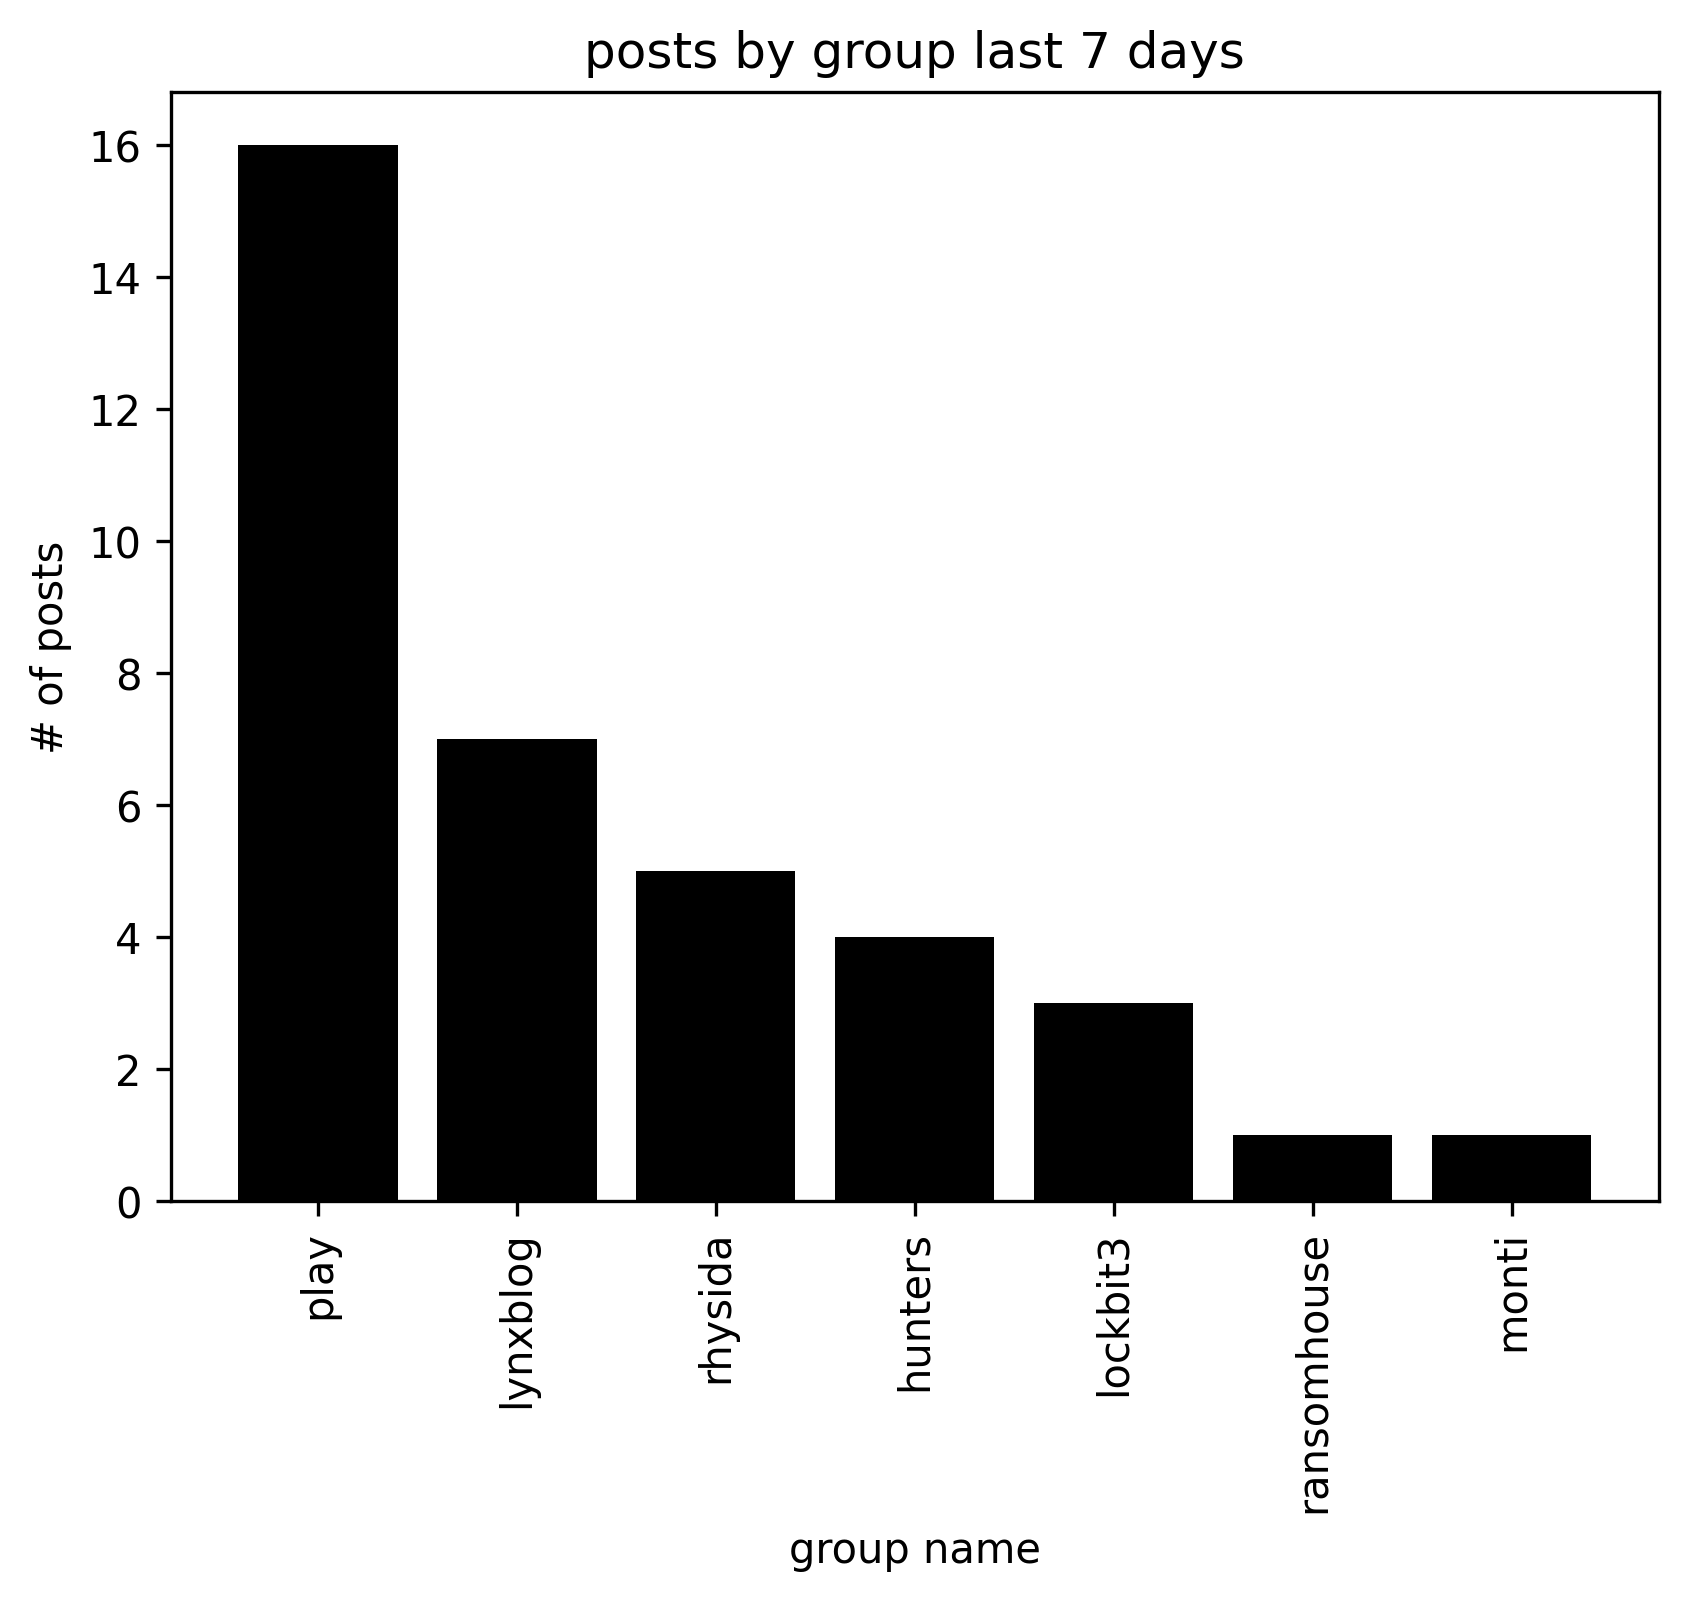 posts by group last 7 days
# of posts
16
14
12
10
8
6
4
2
0
play
lynxblog
rhysida
hunters
lockbit3
ransomhouse
monti
group name